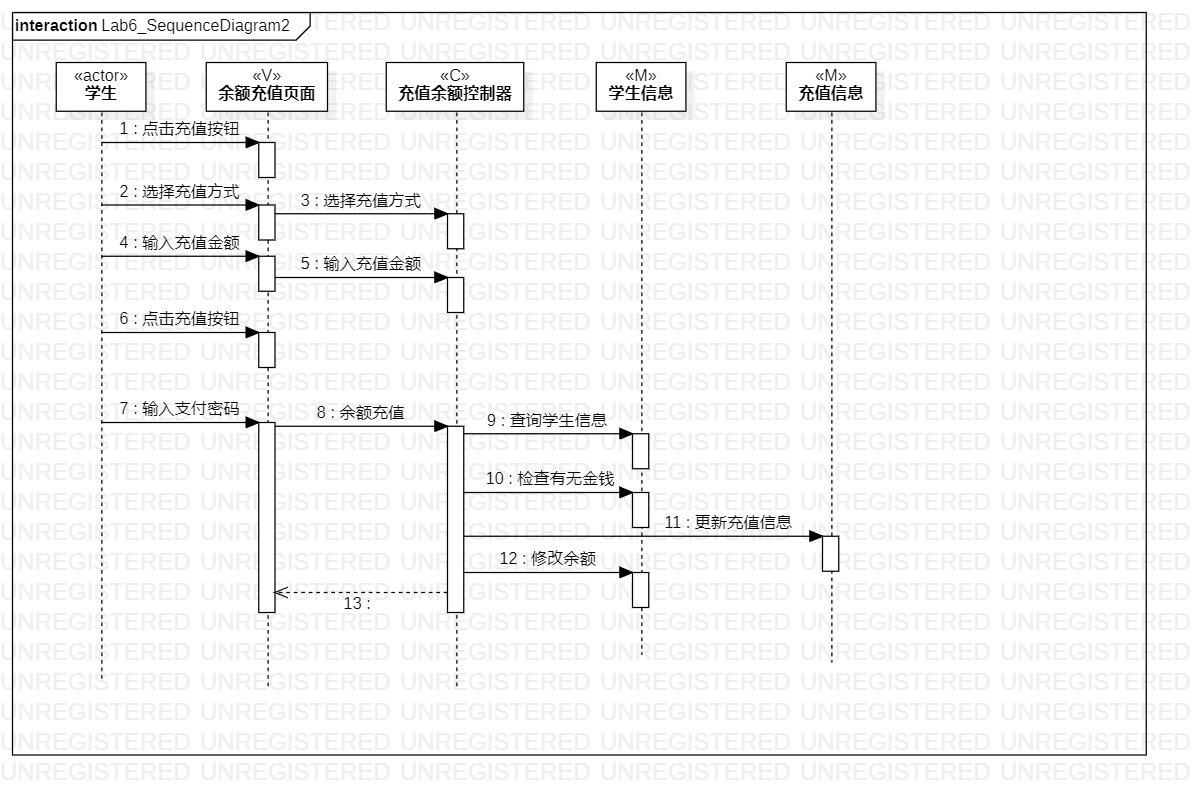 interaction Lab6_SequenceDiagram2
«actor»
学生
«V»
余额充值页面
«C»
充值余额控制器
«M»
学生信息
«M»
充值信息
1 : 点击充值按钮
2 : 选择充值方式
3 : 选择充值方式
4 : 输入充值金额
5 : 输入充值金额
6 : 点击充值按钮
7 : 输入支付密码
8 : 余额充值
9 : 查询学生信息
10 : 检查有无金钱
11 : 更新充值信息
12 : 修改余额
13 :
UNREGISTERED